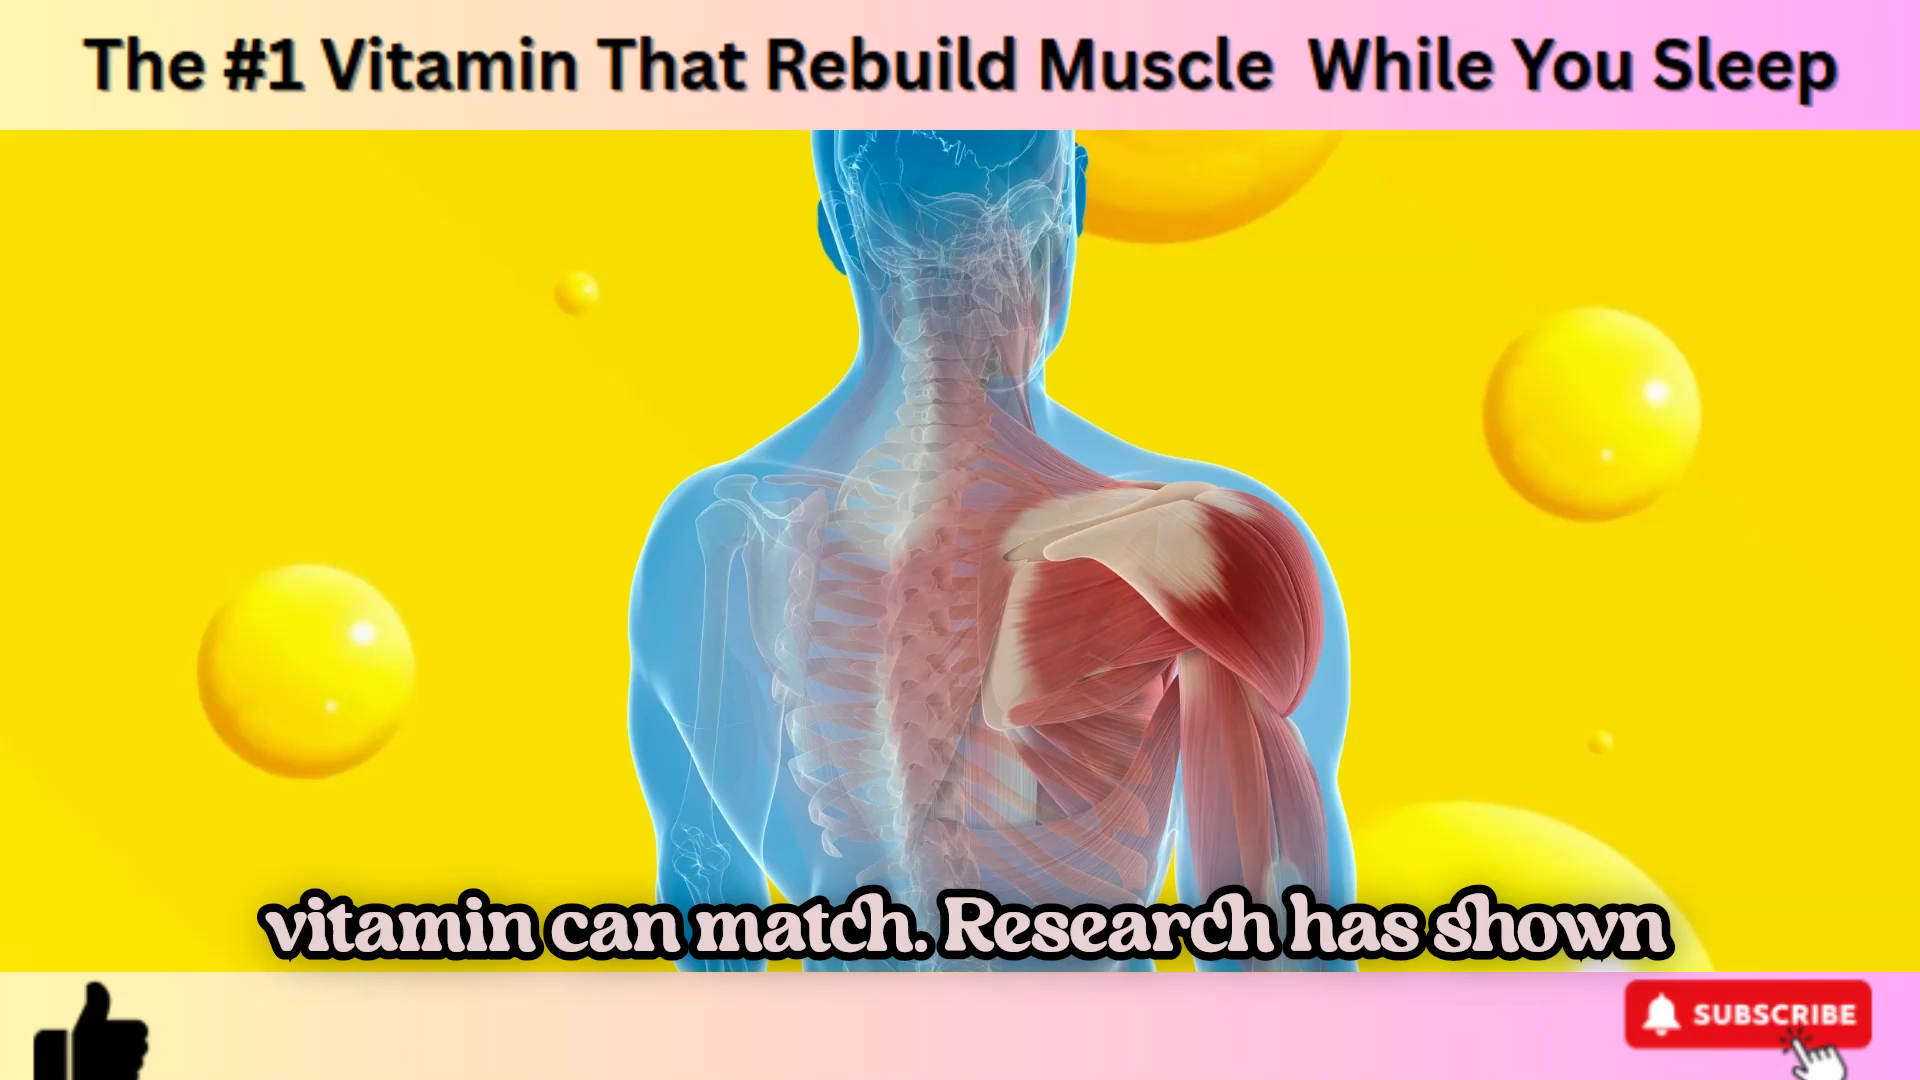 The #1 Vitamin That Rebuild Muscle While You Sleep
vitamin can match. Research has shown
SUBSCRIBE